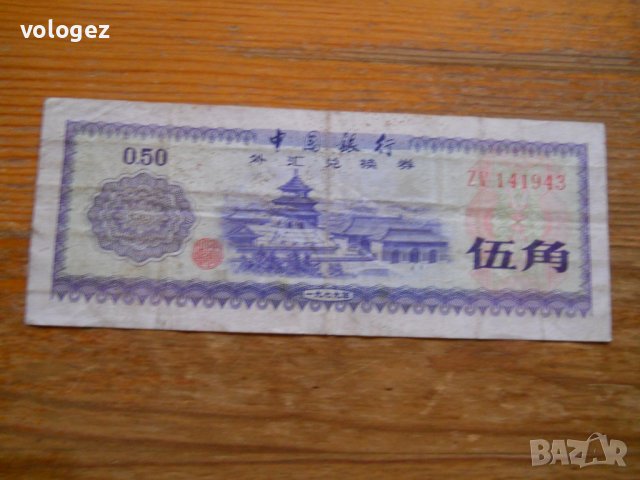 vologez
中国银行
外汇兑换券
0.50
ZV 141943
伍角
一九七九年
BAZAR